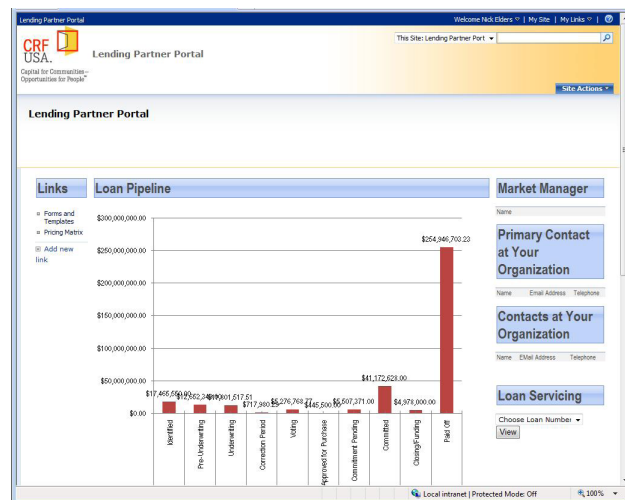 Lending Partner Portal
Welcome Nick Elders | My Site | My Links | 
This Site: Lending Partner Port
CRF
USA.
Capital for Communities–
Opportunities for People
Lending Partner Portal
Site Actions
Lending Partner Portal
Links
Forms and
Templates
Pricing Matrix
Add new
link
Loan Pipeline
$300,000,000.00
$250,000,000.00
$200,000,000.00
$150,000,000.00
$100,000,000.00
$50,000,000.00
$0.00
$254,946,703.23
$41,172,628.00
$717,980.25
$445,500.00
$5,507,371.00
$4,978,000.00
Identified
Pre-Underwriting
Underwriting
Correction Period
Voting
Approved for Purchase
Commitment Pending
Committed
Closing/Funding
Paid Off
Market Manager
Name
Primary Contact
at Your
Organization
Name Email Address Telephone
Contacts at Your
Organization
Name EMail Address Telephone
Loan Servicing
Choose Loan Number
View
Local intranet | Protected Mode: Off
100%